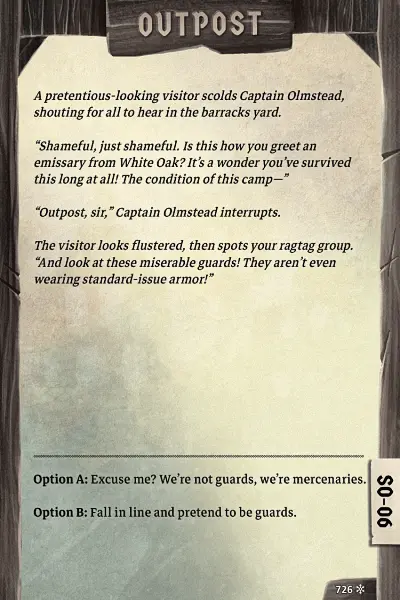 OUTPOST
A pretentious-looking visitor scolds Captain Olmstead,
shouting for all to hear in the barracks yard.
“Shameful, just shameful. Is this how you greet an
emissary from White Oak? It’s a wonder you’ve survived
this long at all! The condition of this camp—”
“Outpost, sir,” Captain Olmstead interrupts.
The visitor looks flustered, then spots your ragtag group.
“And look at these miserable guards! They aren’t even
wearing standard-issue armor!”
Option A: Excuse me? We’re not guards, we’re mercenaries.
Option B: Fall in line and pretend to be guards.
SO-06
726